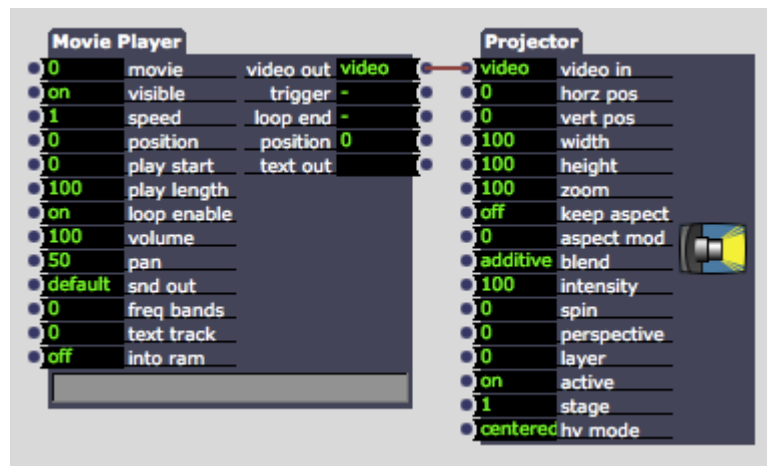 Movie Player
0 movie video out video
on visible trigger -
1 speed loop end -
0 position position 0
0 play start text out
100 play length
on loop enable
100 volume
50 pan
default snd out
0 freq bands
0 text track
off into ram
Projector
video video in
0 horz pos
0 vert pos
100 width
100 height
100 zoom
off keep aspect
0 aspect mod
additive blend
100 intensity
0 spin
0 perspective
0 layer
on active
1 stage
centered hv mode